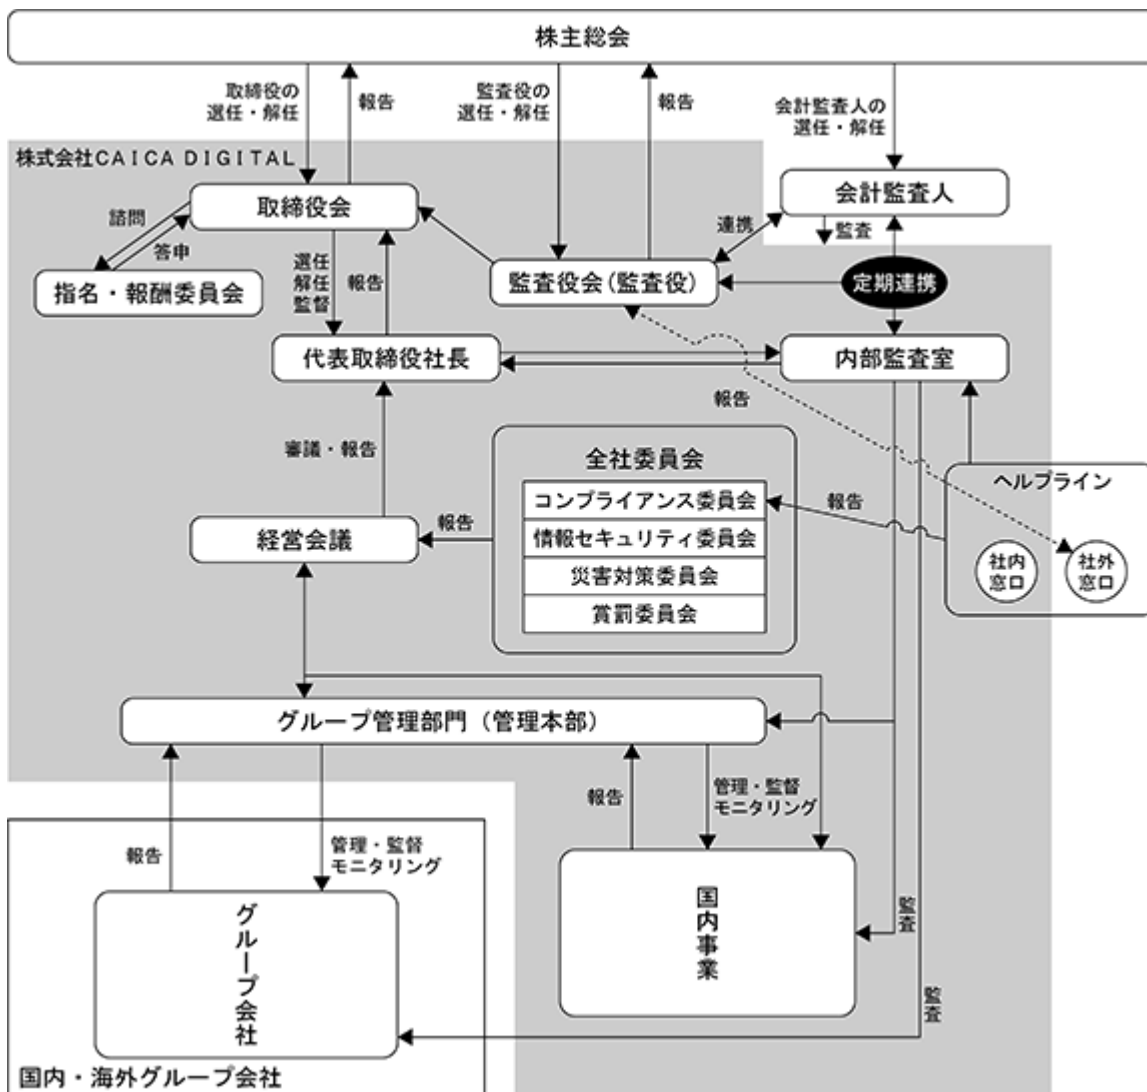 株主総会
取締役の
選任・解任
報告
監査役の
選任・解任
報告
会計監査人の
選任・解任
株式会社CAICA DIGITAL
取締役会
会計監査人
諮問
答申
連携
監査
選任
解任
監督
報告
指名・報酬委員会
監査役会(監査役)
定期連携
代表取締役社長
内部監査室
報告
審議・報告
全社委員会
コンプライアンス委員会
情報セキュリティ委員会
災害対策委員会
賞罰委員会
報告
経営会議
報告
ヘルプライン
社内
窓口
社外
窓口
グループ管理部門（管理本部）
報告
管理・監督
モニタリング
報告
管理・監督
モニタリング
グループ会社
国内事業
監査
監査
国内・海外グループ会社